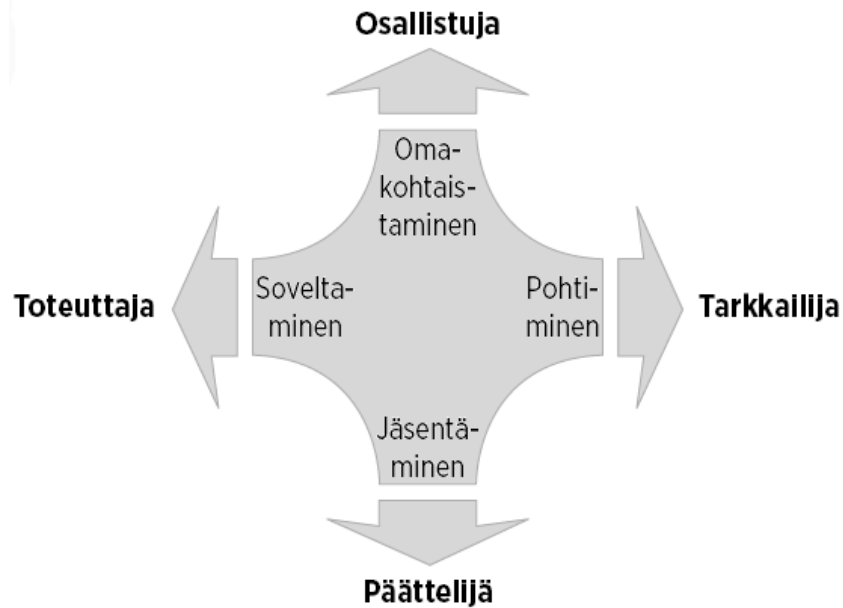 Osallistuja
Oma-
kohtais-
taminen
Toteuttaja
Sovelta-
minen
Pohti-
minen
Tarkkailija
Jäsentä-
minen
Päättelijä